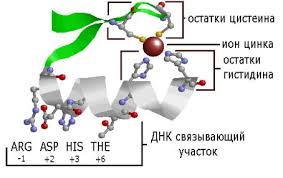 остатки цистеина
ион цинка
остатки
гистидина
ДНК связывающий
участок
ARG ASP HIS THE
-1 +2 +3 +6